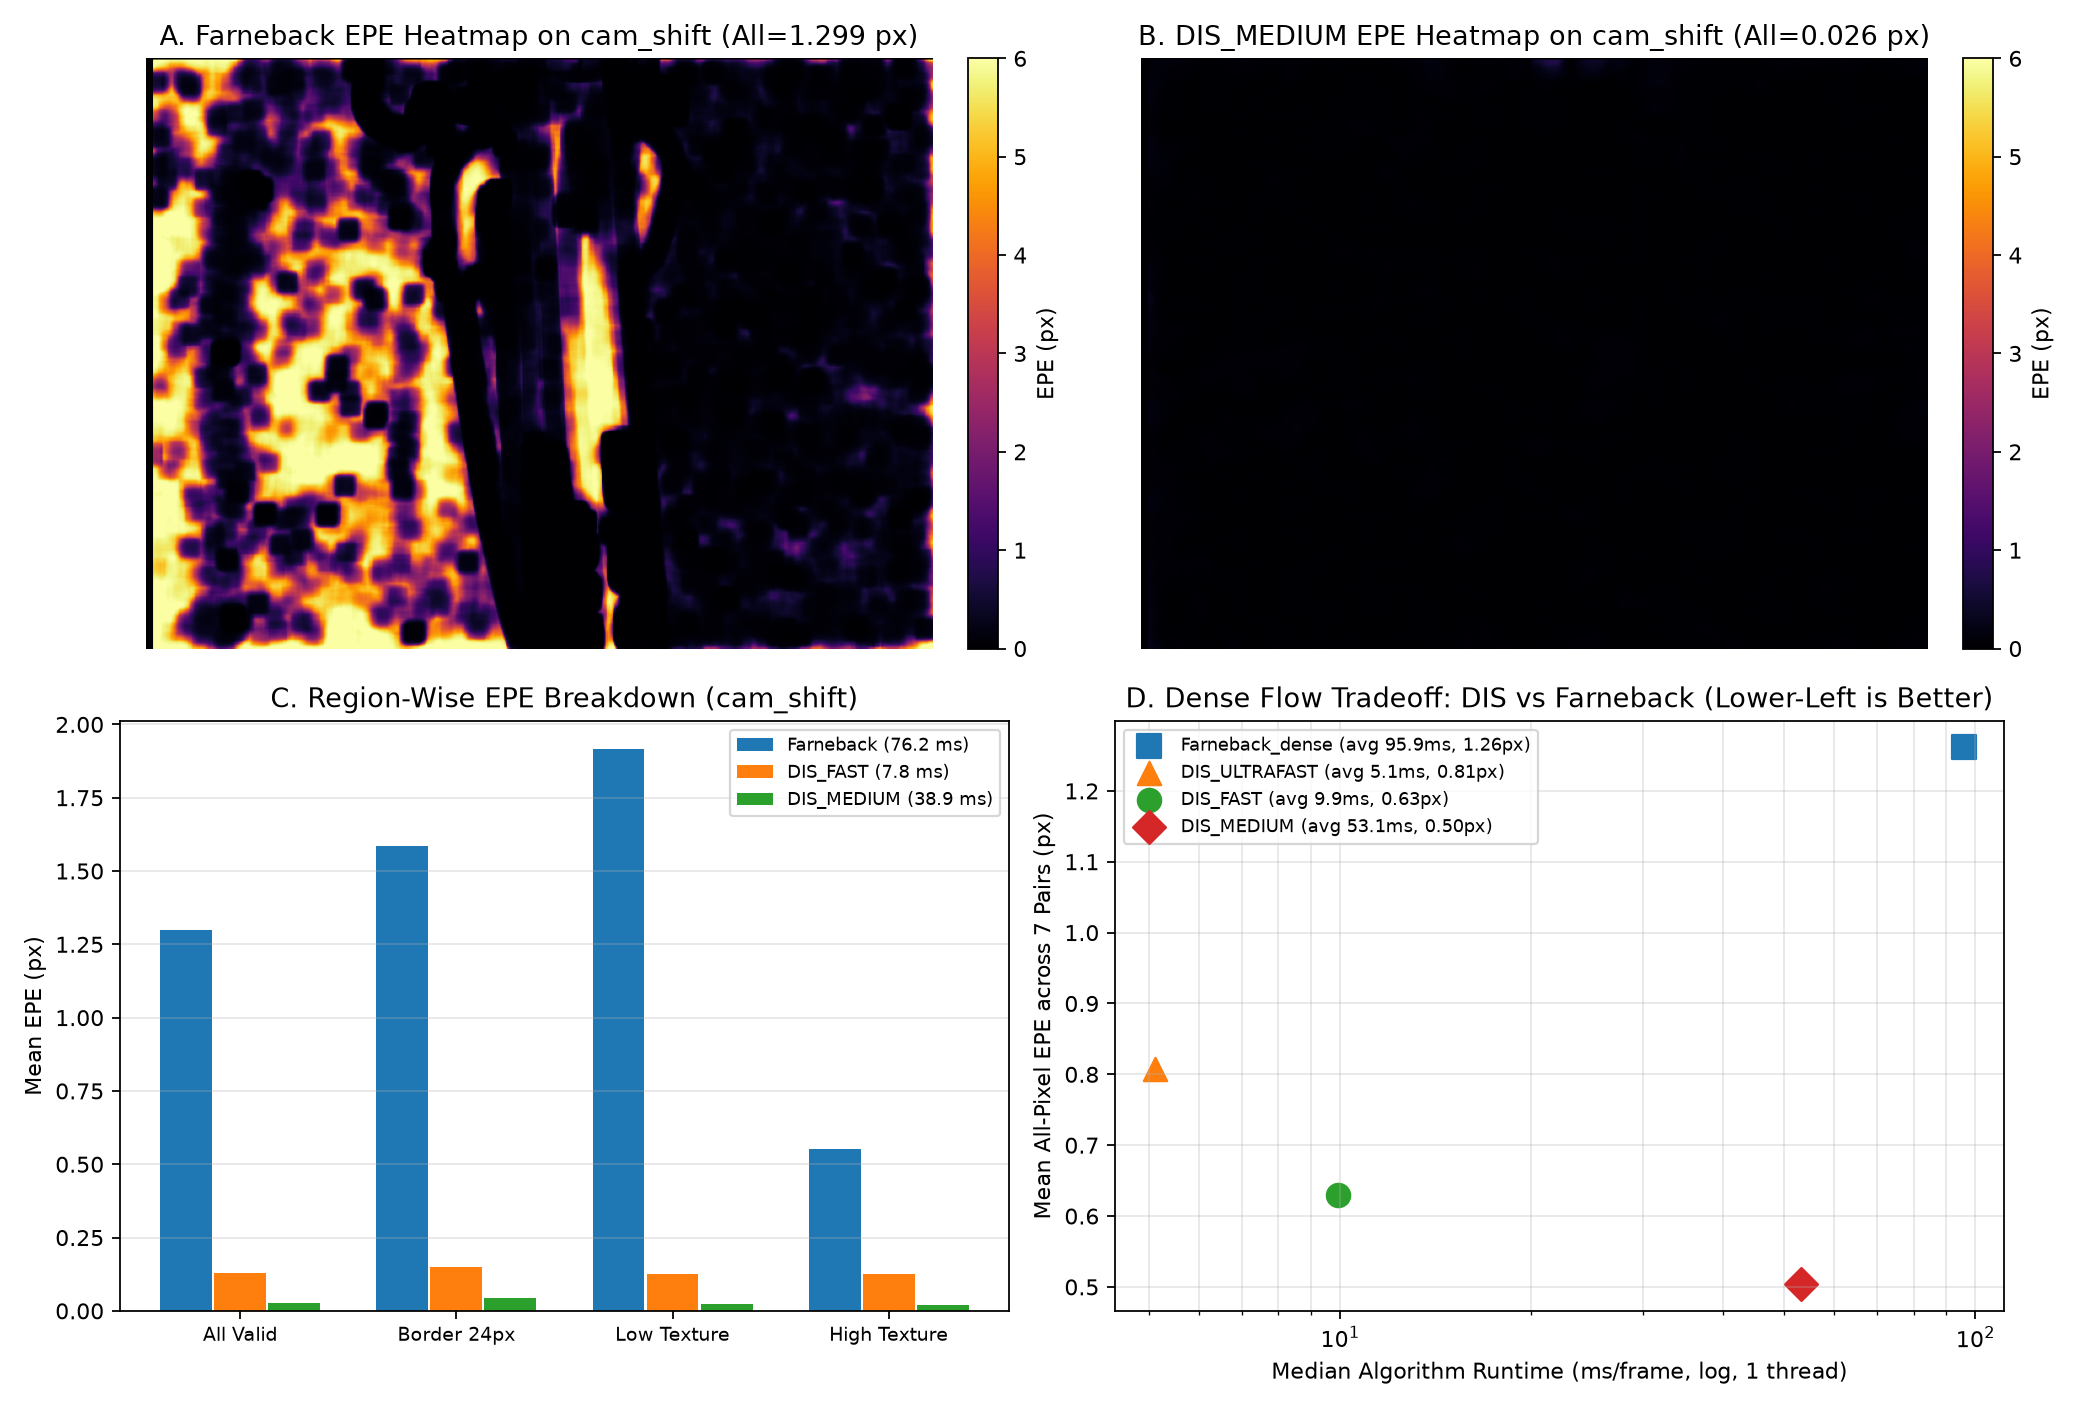 A. Farneback EPE Heatmap on cam_shift (All=1.299 px)
6
5
4
3
2
1
0
EPE (px)
B. DIS_MEDIUM EPE Heatmap on cam_shift (All=0.026 px)
6
5
4
3
2
1
0
EPE (px)
C. Region-Wise EPE Breakdown (cam_shift)
Mean EPE (px)
2.00
1.75
1.50
1.25
1.00
0.75
0.50
0.25
0.00
Farneback (76.2 ms)
DIS_FAST (7.8 ms)
DIS_MEDIUM (38.9 ms)
All Valid
Border 24px
Low Texture
High Texture
D. Dense Flow Tradeoff: DIS vs Farneback (Lower-Left is Better)
Mean All-Pixel EPE across 7 Pairs (px)
1.2
1.1
1.0
0.9
0.8
0.7
0.6
0.5
Farneback_dense (avg 95.9ms, 1.26px)
DIS_ULTRAFAST (avg 5.1ms, 0.81px)
DIS_FAST (avg 9.9ms, 0.63px)
DIS_MEDIUM (avg 53.1ms, 0.50px)
10¹
10²
Median Algorithm Runtime (ms/frame, log, 1 thread)